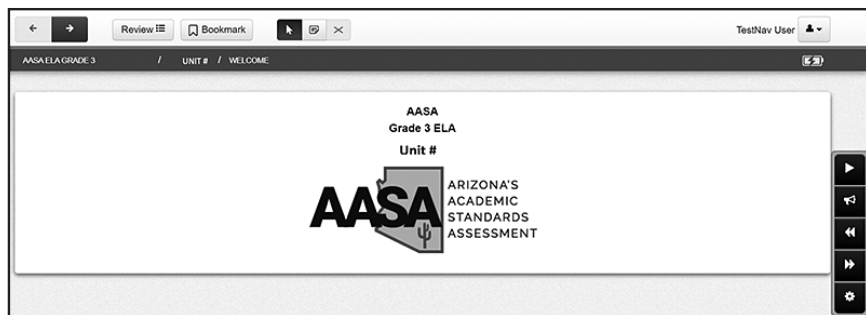 Review
Bookmark
TestNav User
AASA ELA GRADE 3 / UNIT # / WELCOME
AASA
Grade 3 ELA
Unit #
AASA
ARIZONA'S
ACADEMIC
STANDARDS
ASSESSMENT